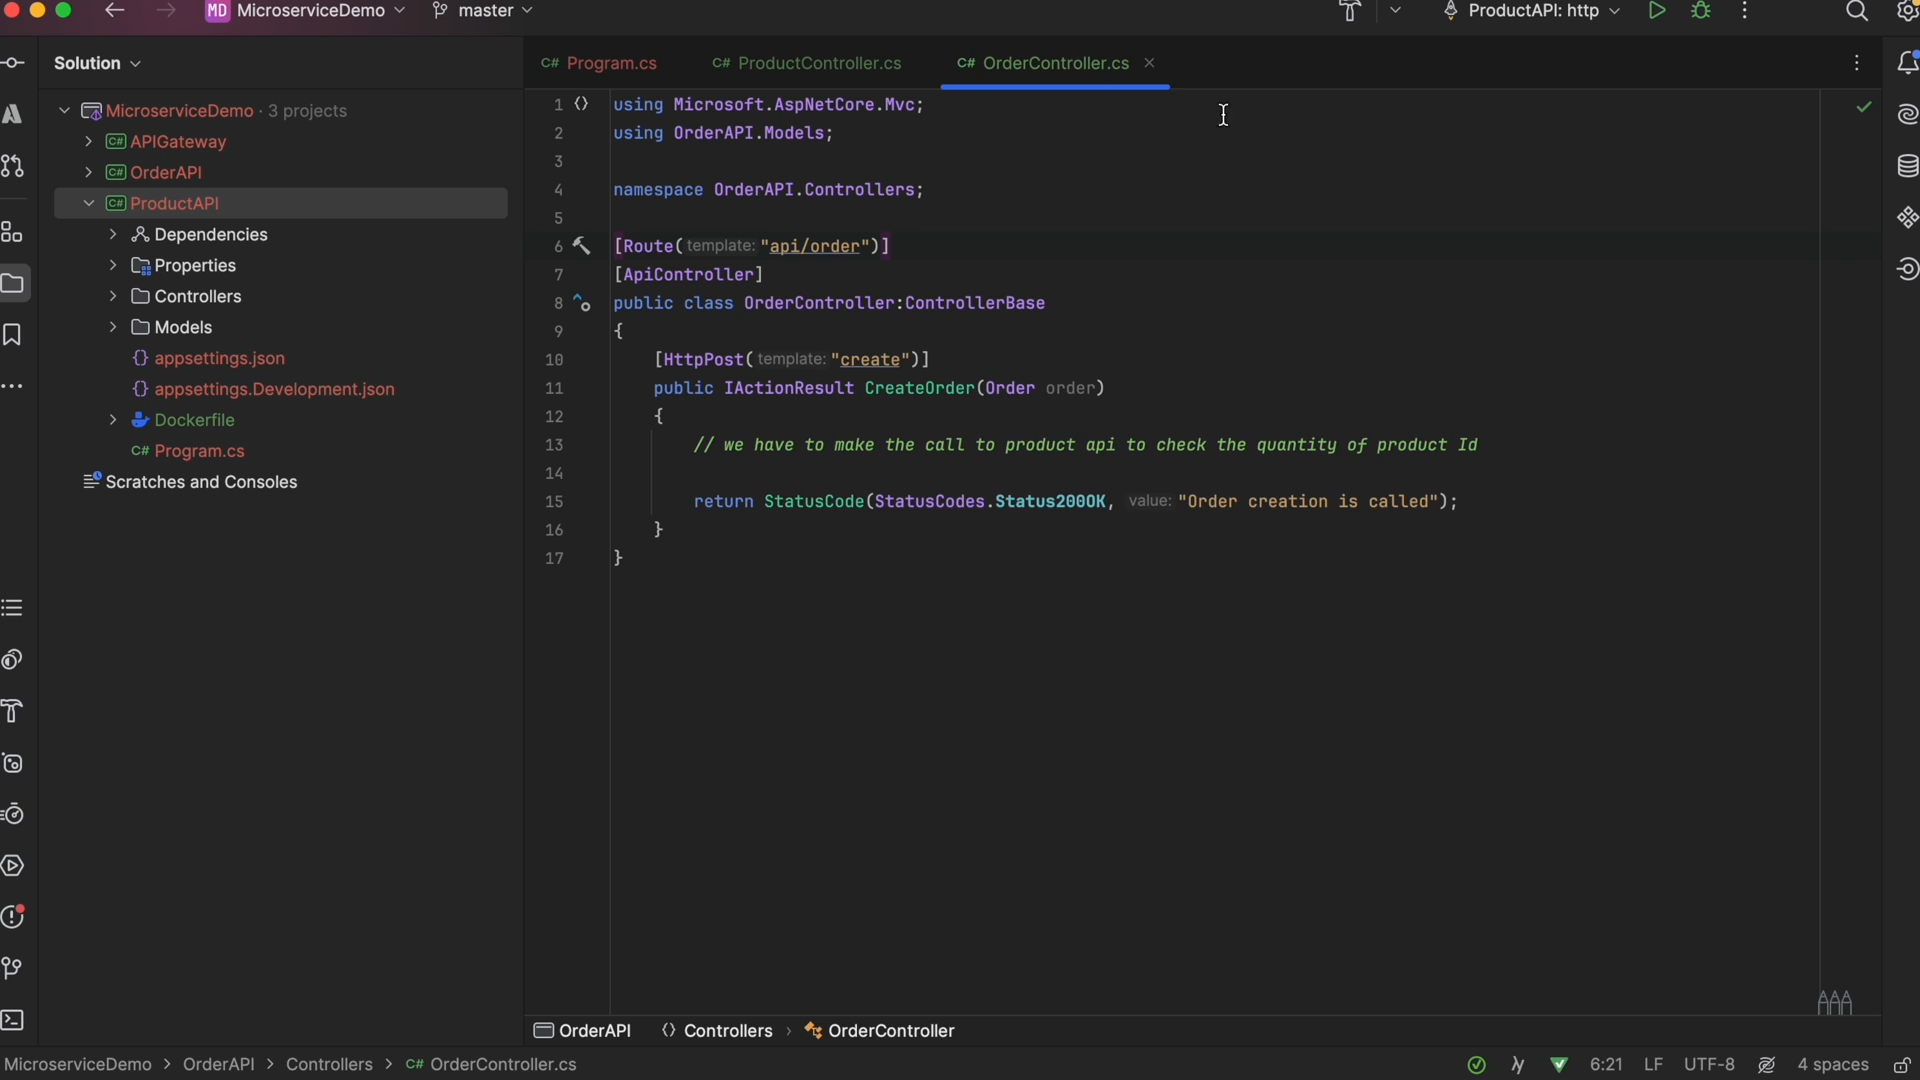 MD MicroserviceDemo master ProductAPI: http
Solution
MicroserviceDemo · 3 projects
APIGateway
OrderAPI
ProductAPI
Dependencies
Properties
Controllers
Models
{} appsettings.json
{} appsettings.Development.json
Dockerfile
C# Program.cs
Scratches and Consoles
C# Program.cs C# ProductController.cs C# OrderController.cs
1 using Microsoft.AspNetCore.Mvc;
2 using OrderAPI.Models;
3
4 namespace OrderAPI.Controllers;
5
6 [Route( template: "api/order")]
7 [ApiController]
8 public class OrderController:ControllerBase
9 {
10 [HttpPost( template: "create")]
11 public IActionResult CreateOrder(Order order)
12 {
13 // we have to make the call to product api to check the quantity of product Id
14
15 return StatusCode(StatusCodes.Status200OK, value: "Order creation is called");
16 }
17 }
OrderAPI Controllers › OrderController
MicroserviceDemo > OrderAPI > Controllers > C# OrderController.cs 6:21 LF UTF-8 4 spaces